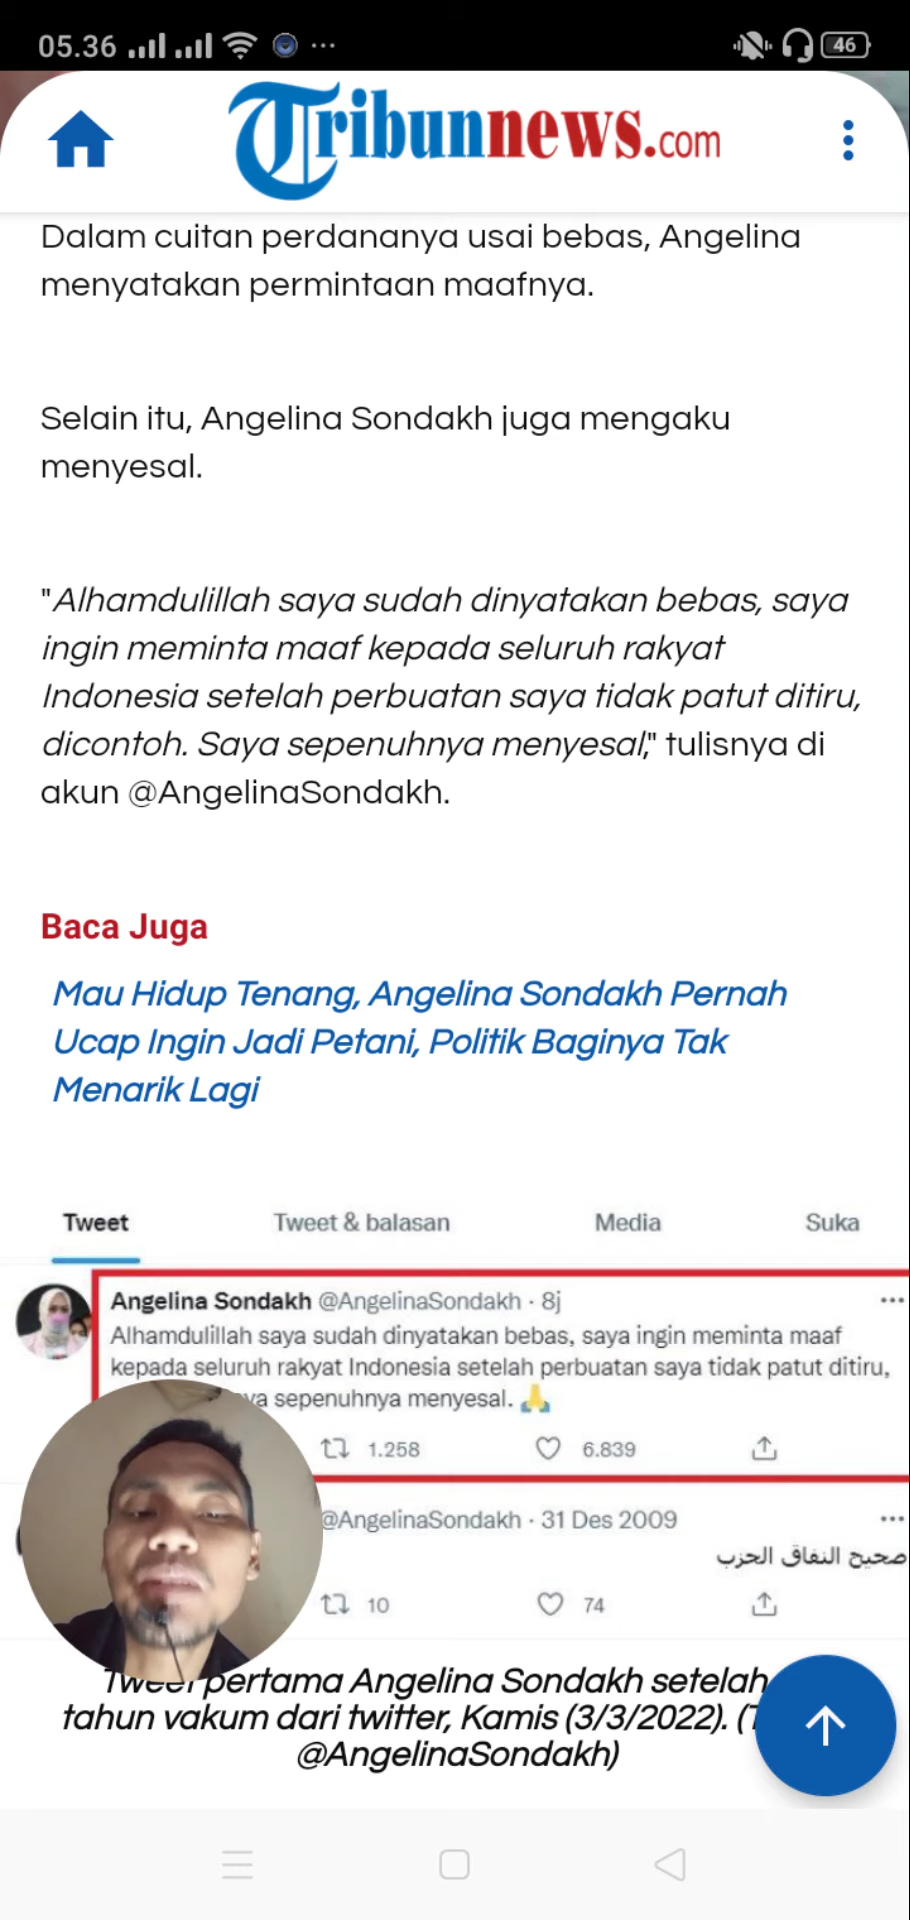 05.36
46
Tribunnews.com
Dalam cuitan perdananya usai bebas, Angelina
menyatakan permintaan maafnya.
Selain itu, Angelina Sondakh juga mengaku
menyesal.
"Alhamdulillah saya sudah dinyatakan bebas, saya
ingin meminta maaf kepada seluruh rakyat
Indonesia setelah perbuatan saya tidak patut ditiru,
dicontoh. Saya sepenuhnya menyesal," tulisnya di
akun @AngelinaSondakh.
Baca Juga
Mau Hidup Tenang, Angelina Sondakh Pernah
Ucap Ingin Jadi Petani, Politik Baginya Tak
Menarik Lagi
Tweet Tweet & balasan Media Suka
Angelina Sondakh @AngelinaSondakh · 8j
Alhamdulillah saya sudah dinyatakan bebas, saya ingin meminta maaf
kepada seluruh rakyat Indonesia setelah perbuatan saya tidak patut ditiru,
sepenuhnya menyesal. 🙏
1.258 6.839
@AngelinaSondakh · 31 Des 2009
صحيح النفاق الحزب
10 74
Tweet pertama Angelina Sondakh setelah
tahun vakum dari twitter, Kamis (3/3/2022). (
@AngelinaSondakh)